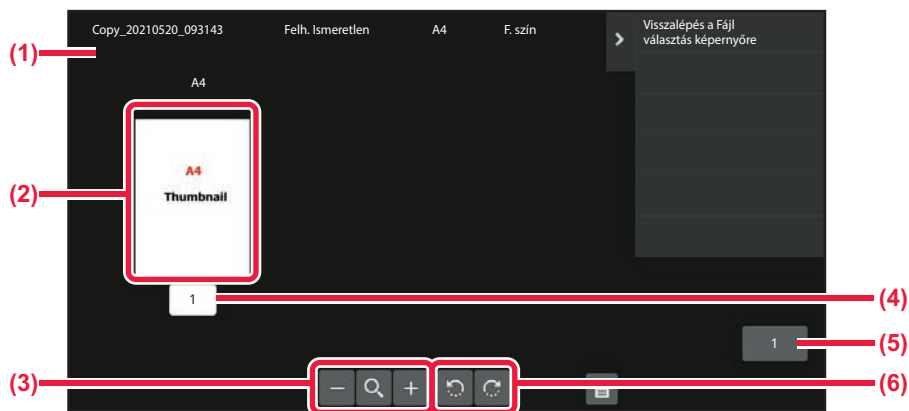 Copy_20210520_093143 Felh. Ismeretlen A4 F. szín
Visszalépés a Fájl
választás képernyőre
(1)
A4
A4
Thumbnail
(2)
1
(4)
1
(5)
(3)
(6)